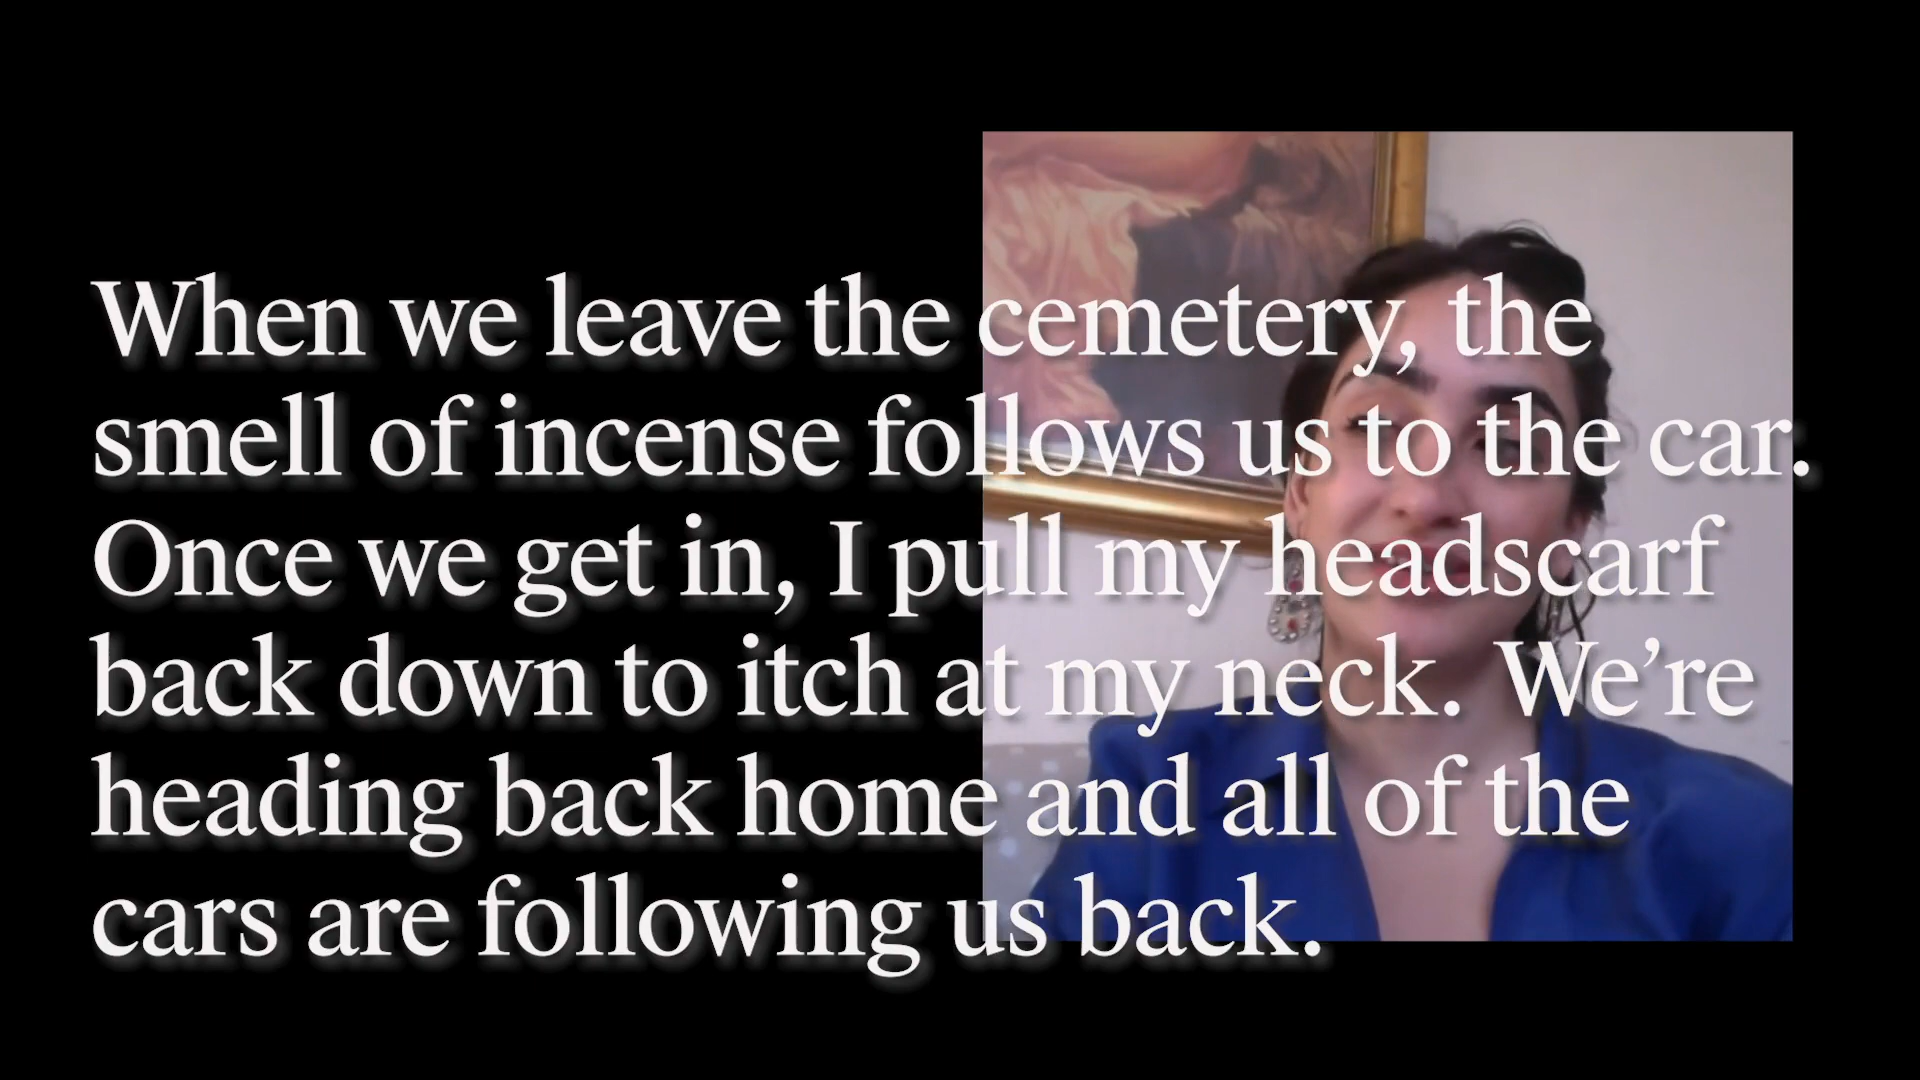 When we leave the cemetery, the
smell of incense follows us to the car.
Once we get in, I pull my headscarf
back down to itch at my neck. We’re
heading back home and all of the
cars are following us back.